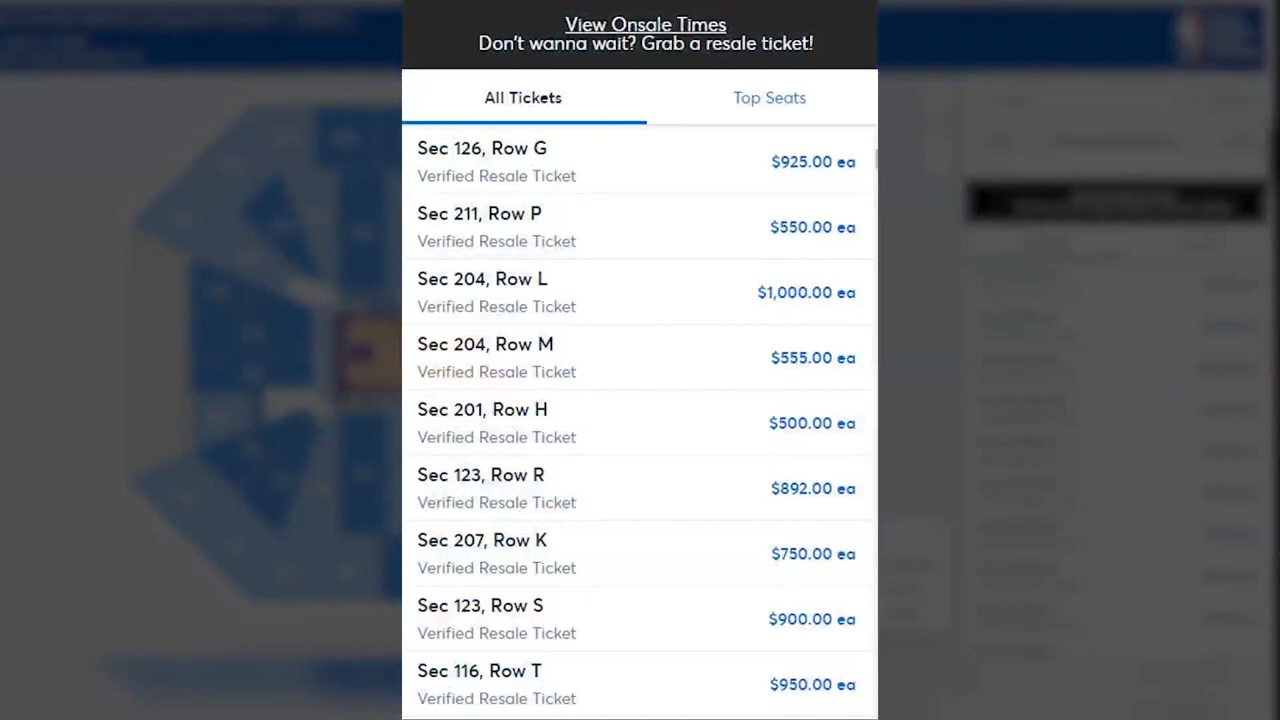 View Onsale Times
Don't wanna wait? Grab a resale ticket!
All Tickets
Top Seats
Sec 126, Row G
$925.00 ea
Verified Resale Ticket
Sec 211, Row P
$550.00 ea
Verified Resale Ticket
Sec 204, Row L
$1,000.00 ea
Verified Resale Ticket
Sec 204, Row M
$555.00 ea
Verified Resale Ticket
Sec 201, Row H
$500.00 ea
Verified Resale Ticket
Sec 123, Row R
$892.00 ea
Verified Resale Ticket
Sec 207, Row K
$750.00 ea
Verified Resale Ticket
Sec 123, Row S
$900.00 ea
Verified Resale Ticket
Sec 116, Row T
$950.00 ea
Verified Resale Ticket